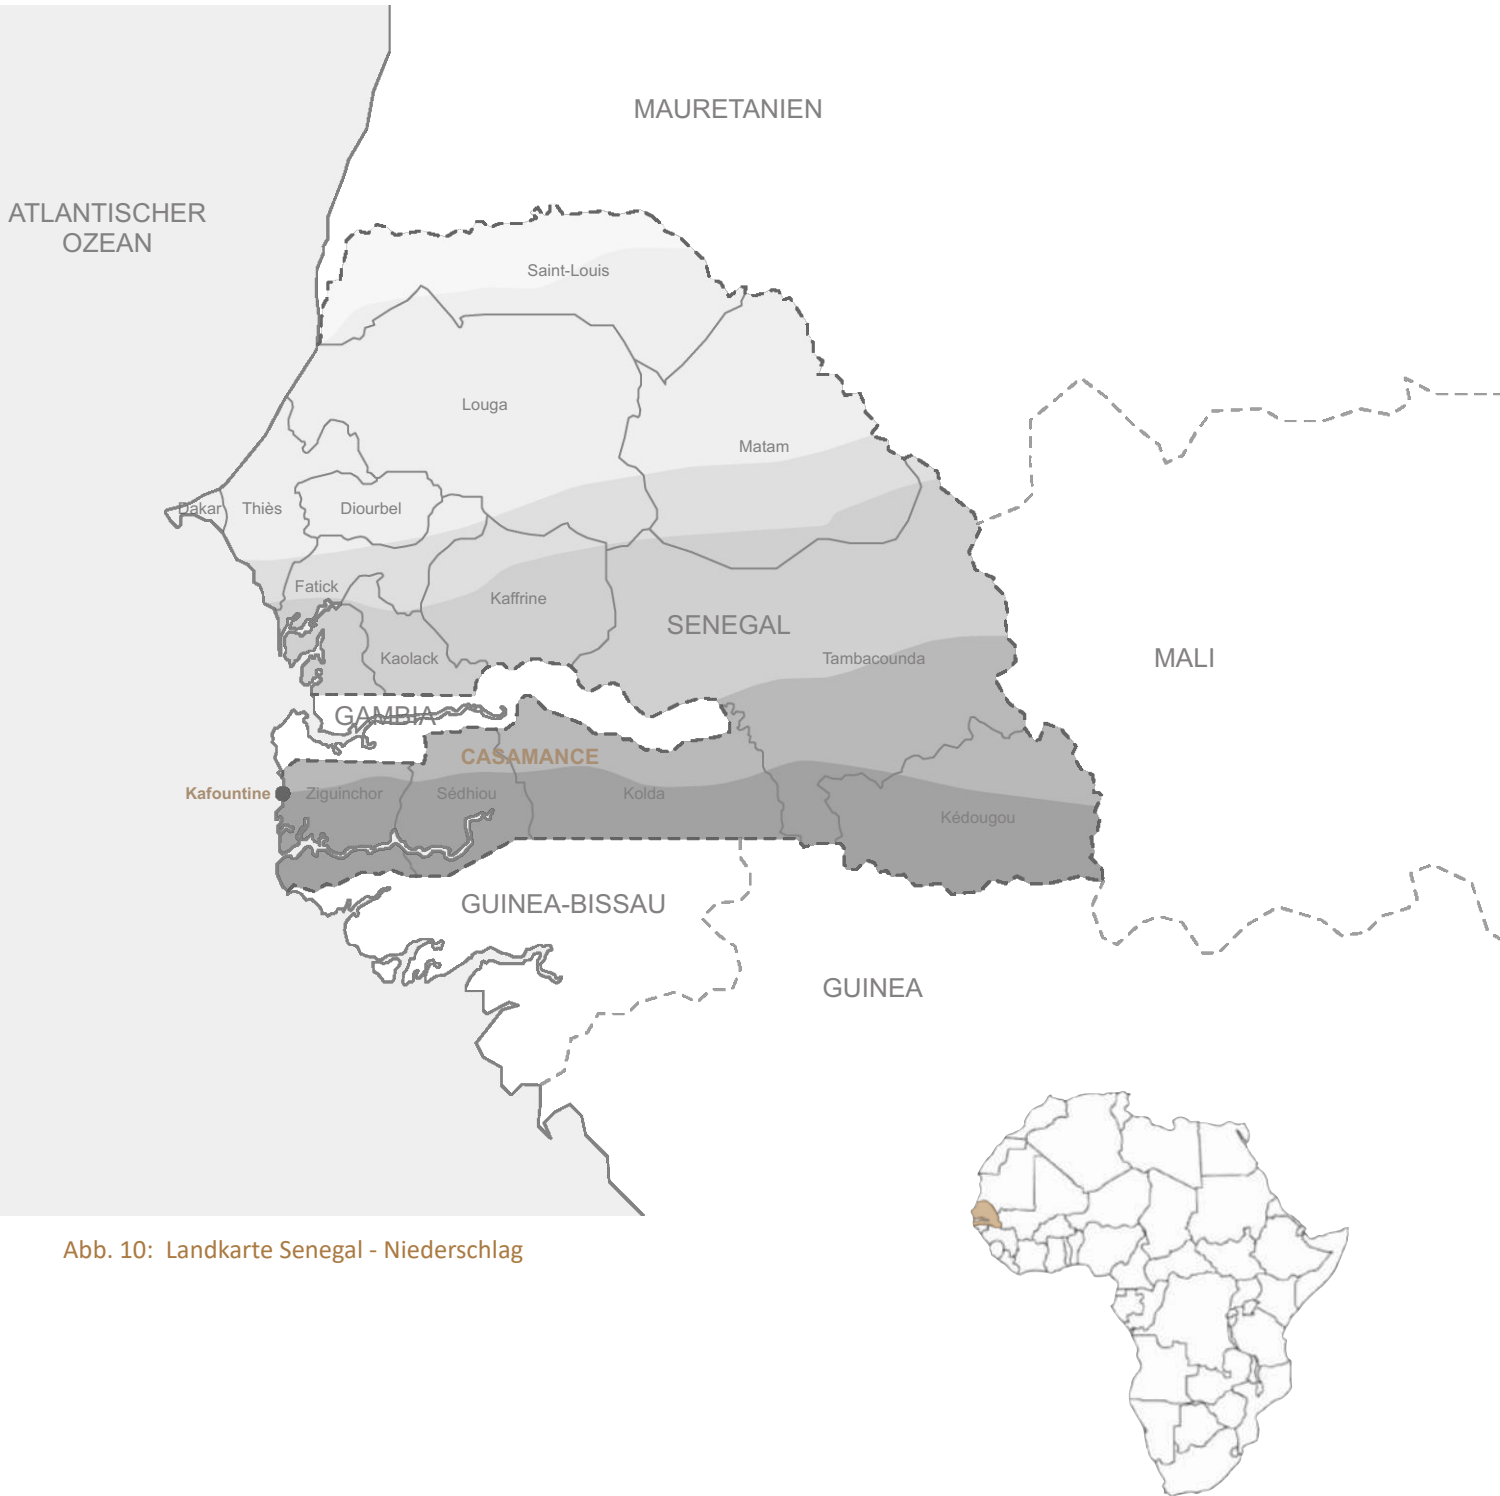 MAURETANIEN
ATLANTISCHER
OZEAN
Saint-Louis
Louga
Matam
Dakar
Thiès
Diourbel
Fatick
Kaffrine
SENEGAL
Kaolack
Tambacounda
MALI
GAMBIA
CASAMANCE
Kafountine
Ziguinchor
Sédhiou
Kolda
Kédougou
GUINEA-BISSAU
GUINEA
Abb. 10: Landkarte Senegal - Niederschlag